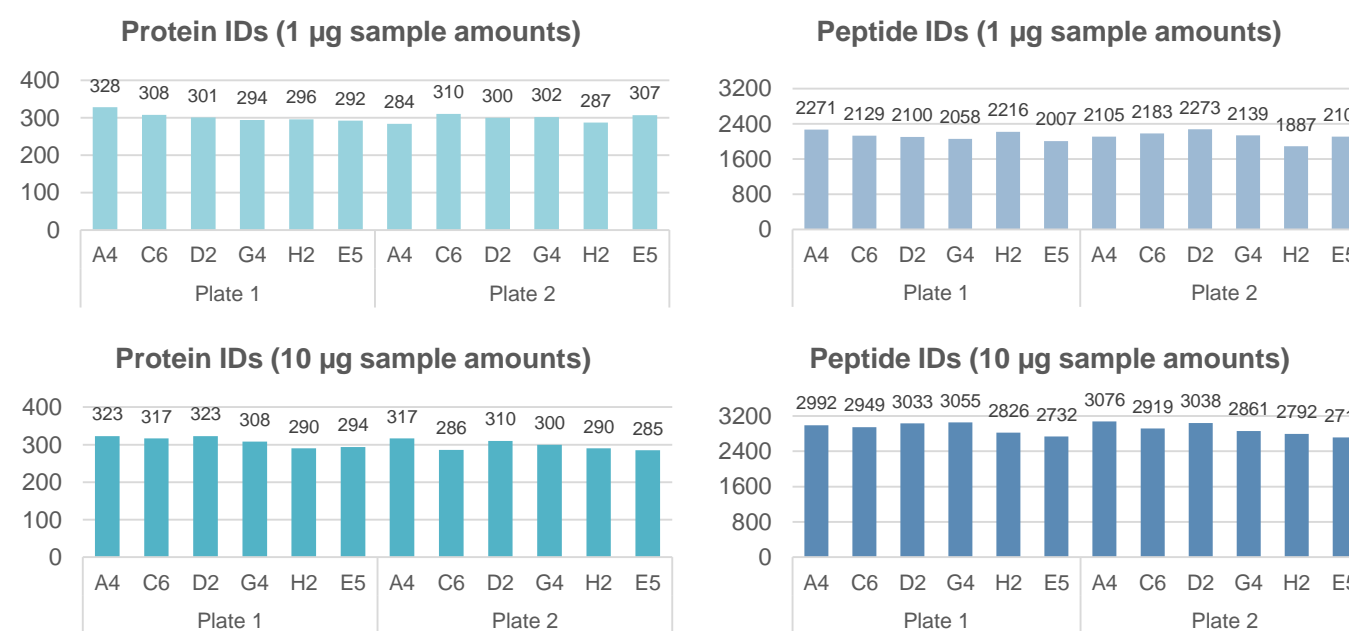 Protein IDs (1 µg sample amounts)
400
300
200
100
0
328 308 301 294 296 292 284 310 300 302 287 307
A4 C6 D2 G4 H2 E5 A4 C6 D2 G4 H2 E5
Plate 1 Plate 2
Peptide IDs (1 µg sample amounts)
3200
2400
1600
800
0
2271 2129 2100 2058 2216 2007 2105 2183 2273 2139 1887
A4 C6 D2 G4 H2 E5 A4 C6 D2 G4 H2 E5
Plate 1 Plate 2
Protein IDs (10 µg sample amounts)
400
300
200
100
0
323 317 323 308 290 294 317 286 310 300 290 285
A4 C6 D2 G4 H2 E5 A4 C6 D2 G4 H2 E5
Plate 1 Plate 2
Peptide IDs (10 µg sample amounts)
3200
2400
1600
800
0
2992 2949 3033 3055 2826 2732 3076 2919 3038 2861 2792
A4 C6 D2 G4 H2 E5 A4 C6 D2 G4 H2 E5
Plate 1 Plate 2